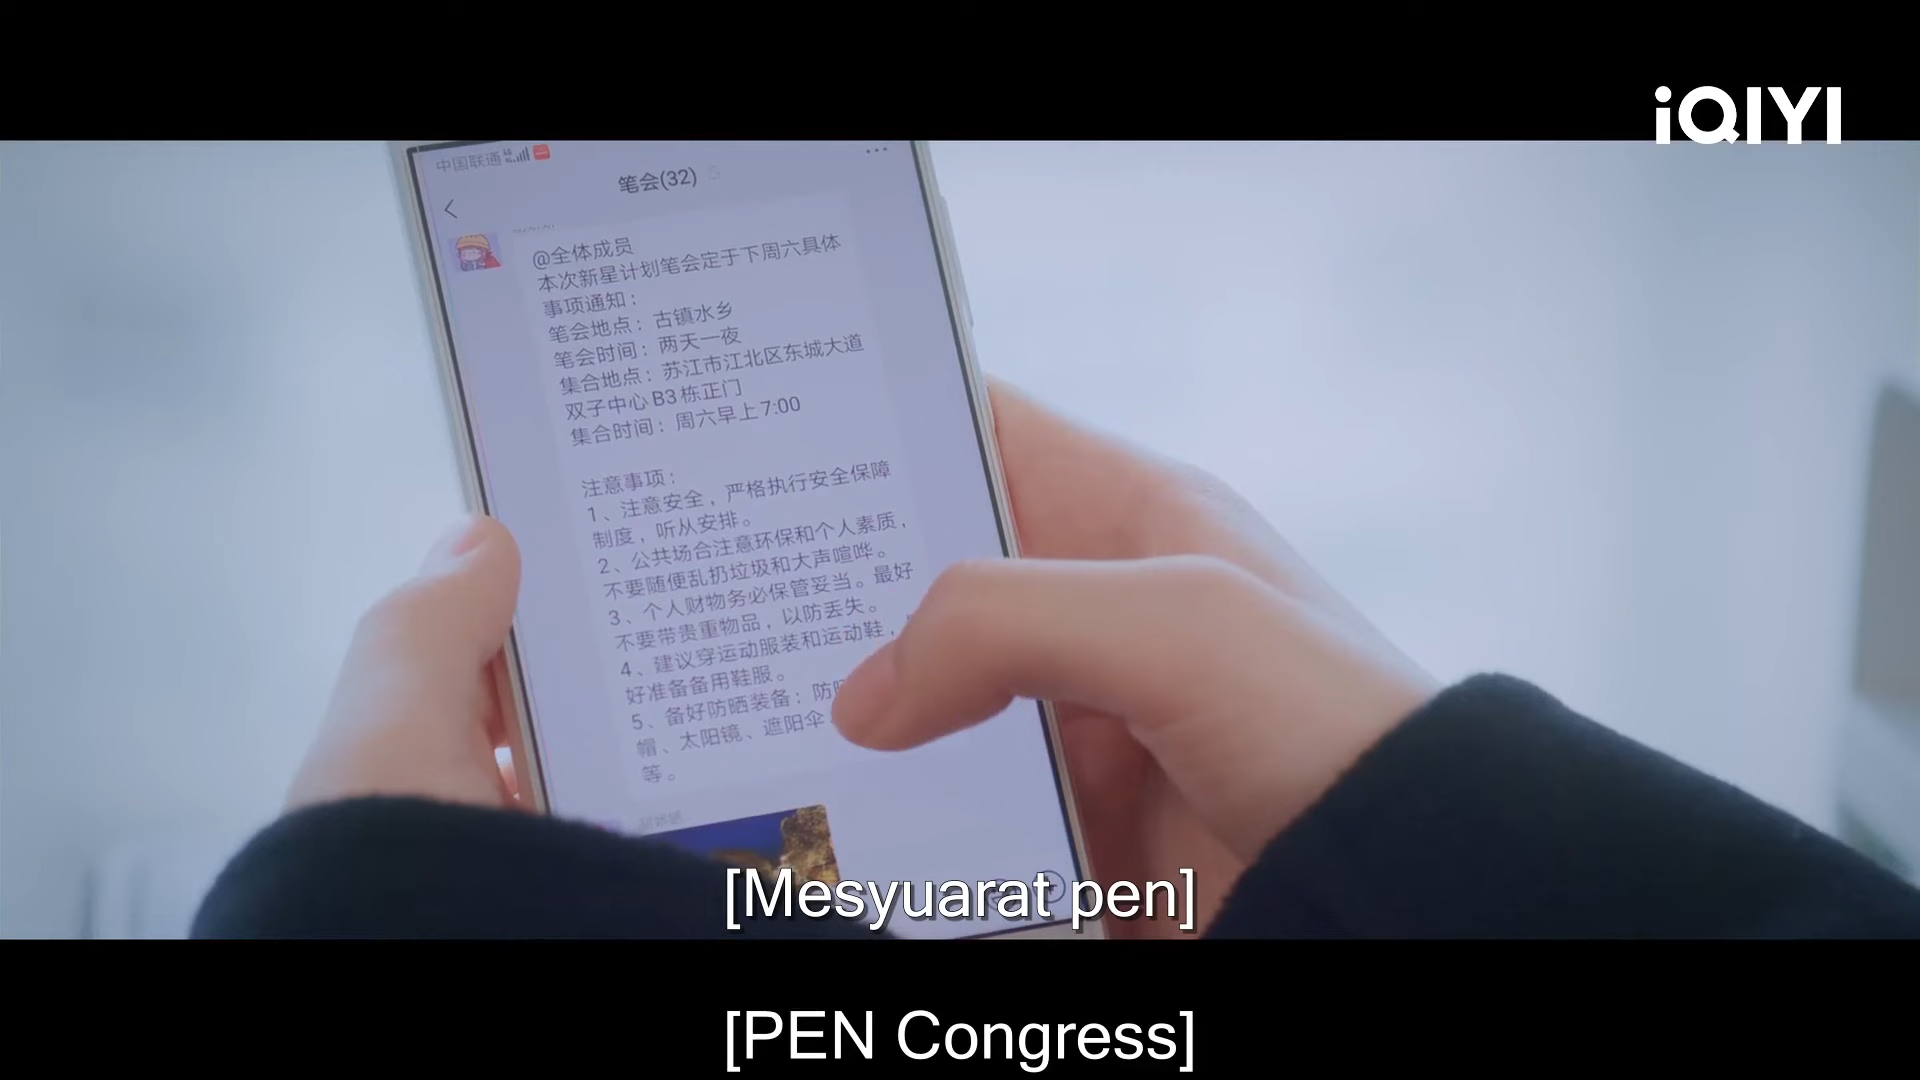 iQIYI
中国联通
笔会(32)
@全体成员
本次新星计划笔会定于下周六具体
事项通知：
笔会地点：古镇水乡
笔会时间：两天一夜
集合地点：苏江市江北区东城大道
双子中心B3栋正门
集合时间：周六早上7:00
注意事项：
1、注意安全，严格执行安全保障
制度，听从安排。
2、公共场合注意环保和个人素质，
不要随便乱扔垃圾和大声喧哗。
3、个人财物务必保管妥当。最好
不要带贵重物品，以防丢失。
4、建议穿运动服装和运动鞋，
好准备备用鞋服。
5、备好防晒装备：防
帽、太阳镜、遮阳伞
等。
[Mesyuarat pen]
[PEN Congress]